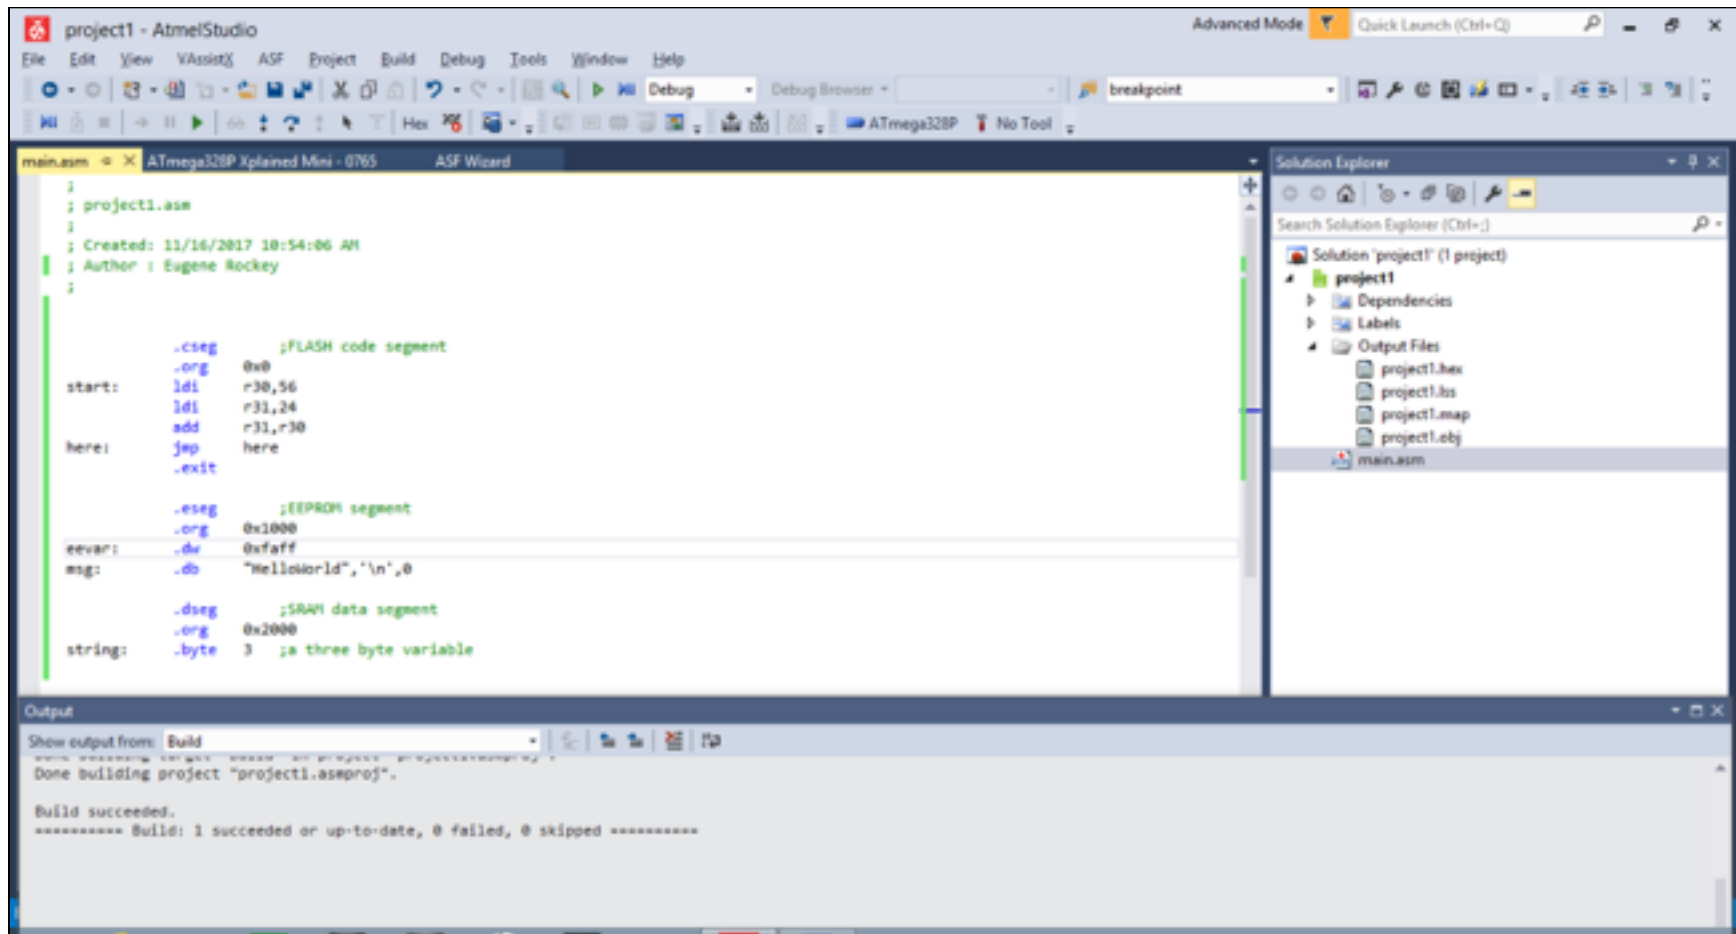 project1 - AtmelStudio
Advanced Mode
Quick Launch (Ctrl+Q)
File Edit View VAssistX ASF Project Build Debug Tools Window Help
Debug Debug Browser breakpoint
Hex ATmega328P No Tool
main.asm ATmega328P Xplained Mini - 0765 ASF Wizard
;
; project1.asm
;
; Created: 11/16/2017 10:54:06 AM
; Author : Eugene Rockey
;
.cseg ;FLASH code segment
.org 0x0
start: ldi r30,56
ldi r31,24
add r31,r30
here: jmp here
.exit
.eseg ;EEPROM segment
.org 0x1000
eevar: .dw 0xfaff
msg: .db "HelloWorld",'\n',0
.dseg ;SRAM data segment
.org 0x2000
string: .byte 3 ;a three byte variable
Solution Explorer
Search Solution Explorer (Ctrl+;)
Solution 'project1' (1 project)
project1
Dependencies
Labels
Output Files
project1.hex
project1.lss
project1.map
project1.obj
main.asm
Output
Show output from: Build
Done building project "project1.asmproj".
Build succeeded.
========== Build: 1 succeeded or up-to-date, 0 failed, 0 skipped ==========